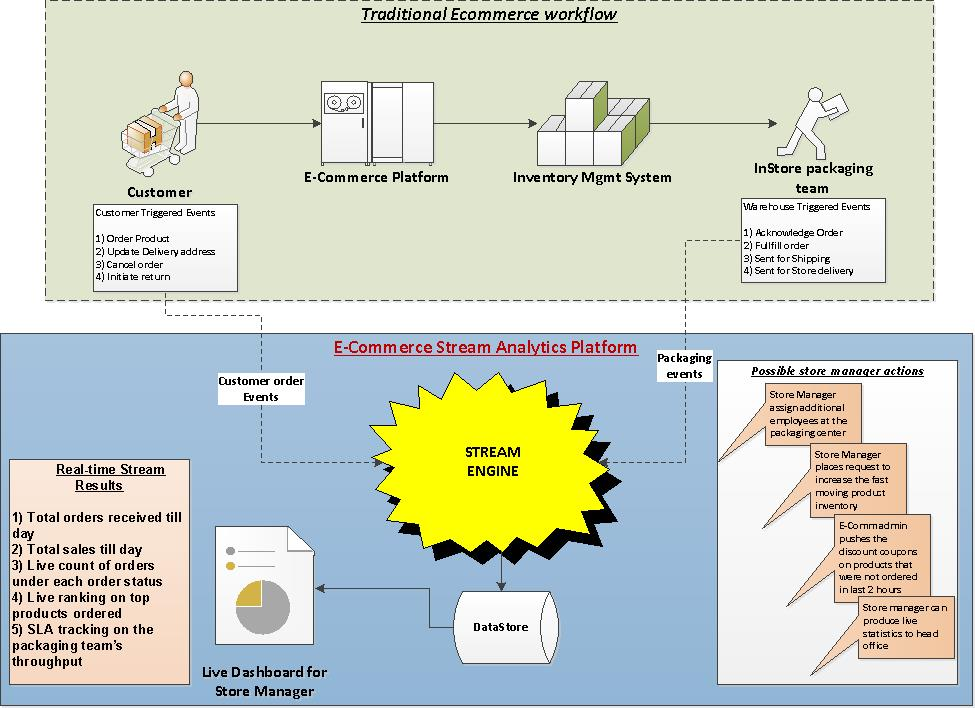 Traditional Ecommerce workflow
Customer
E-Commerce Platform
Inventory Mgmt System
InStore packaging
team
Customer Triggered Events
1) Order Product
2) Update Delivery address
3) Cancel order
4) Initiate return
Warehouse Triggered Events
1) Acknowledge Order
2) Fullfill order
3) Sent for Shipping
4) Sent for Store delivery
E-Commerce Stream Analytics Platform
Customer order
Events
Packaging
events
STREAM
ENGINE
Real-time Stream
Results
1) Total orders received till
day
2) Total sales till day
3) Live count of orders
under each order status
4) Live ranking on top
products ordered
5) SLA tracking on the
packaging team's
throughput
Live Dashboard for
Store Manager
DataStore
Possible store manager actions
Store Manager
assign additional
employees at the
packaging center
Store Manager
places request to
increase the fast
moving product
inventory
E-Commadmin
pushes the
discount coupons
on products that
were not ordered
in last 2 hours
Store manager can
produce live
statistics to head
office